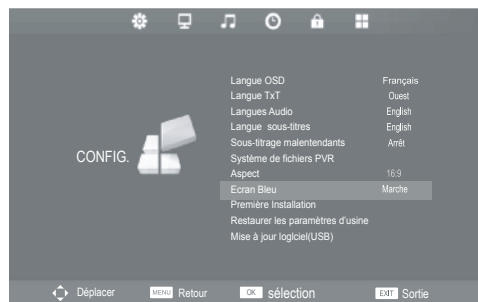 Langue OSD Français
Langue TxT Ouest
Langues Audio English
Langue sous-titres English
Sous-titrage malentendants Arrêt
CONFIG.
Système de fichiers PVR
Aspect 16:9
Ecran Bleu Marche
Première Installation
Restaurer les paramètres d'usine
Mise à jour loglciel(USB)
Déplacer MENU Retour OK sélection EXIT Sortie